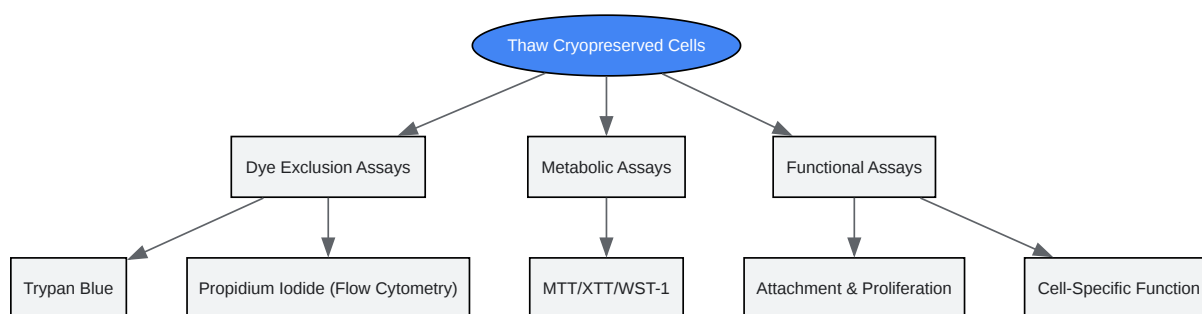 Thaw Cryopreserved Cells
Dye Exclusion Assays
Metabolic Assays
Functional Assays
Trypan Blue
Propidium Iodide (Flow Cytometry)
MTT/XTT/WST-1
Attachment & Proliferation
Cell-Specific Function